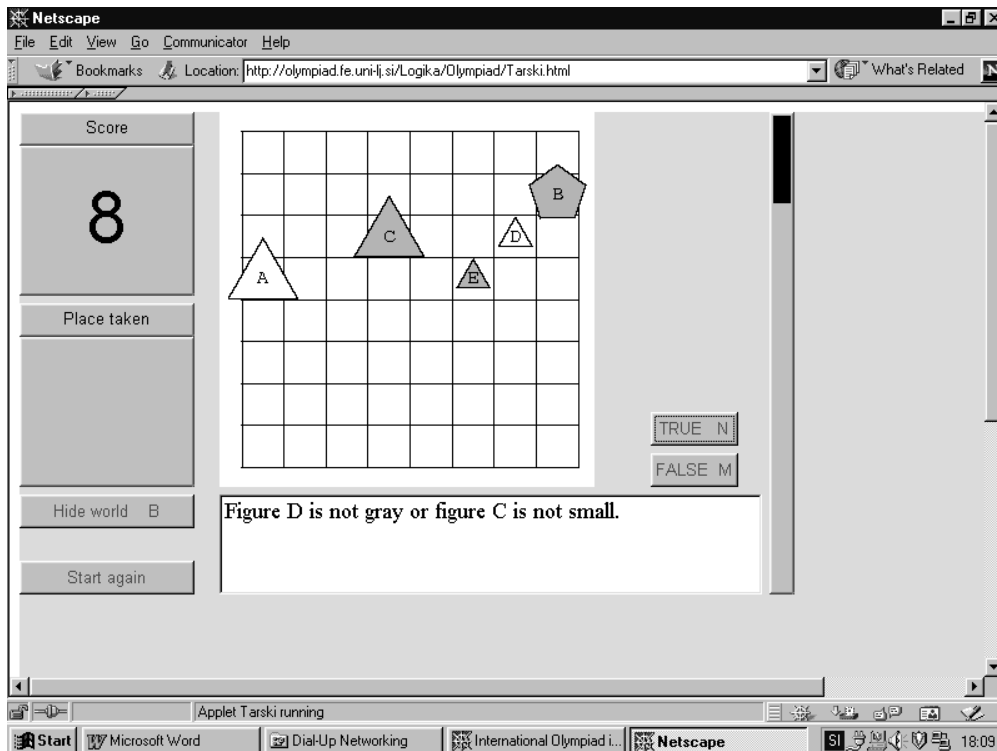 Netscape
File Edit View Go Communicator Help
Bookmarks Location: http://olympiad.fe.uni-lj.si/Logika/Olympiad/Tarski.html What's Related N
Score
8
B
C
D
A
E
Place taken
TRUE N
FALSE M
Hide world B
Figure D is not gray or figure C is not small.
Start again
Applet Tarski running
Start Microsoft Word Dial-Up Networking International Olympiad i... Netscape SI 18:09